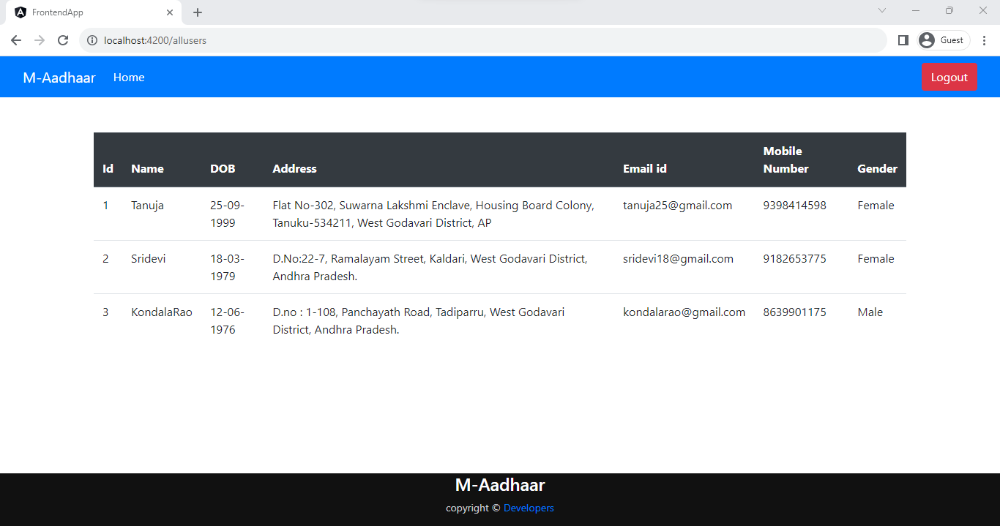 FrontendApp
localhost:4200/allusers
Guest
M-Aadhaar Home Logout
Id Name DOB Address Email id Mobile Number Gender
1 Tanuja 25-09- Flat No-302, Suwarna Lakshmi Enclave, Housing Board Colony, tanuja25@gmail.com 9398414598 Female
1999 Tanuku-534211, West Godavari District, AP
2 Sridevi 18-03- D.No:22-7, Ramalayam Street, Kaldari, West Godavari District, sridevi18@gmail.com 9182653775 Female
1979 Andhra Pradesh.
3 KondalaRao 12-06- D.no : 1-108, Panchayath Road, Tadiparru, West Godavari kondalarao@gmail.com 8639901175 Male
1976 District, Andhra Pradesh.
M-Aadhaar
copyright © Developers